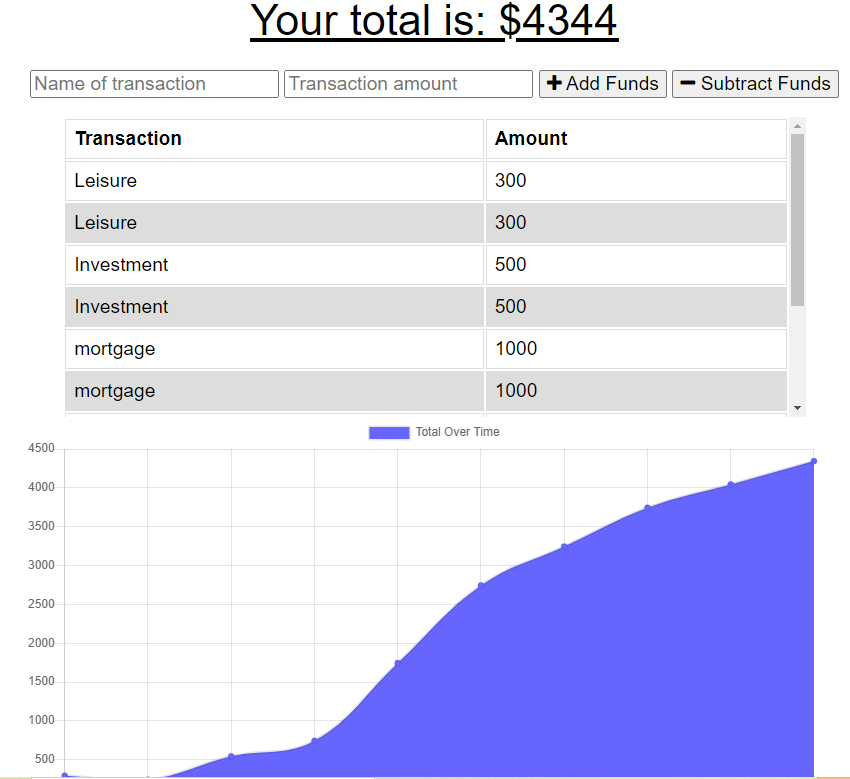 Your total is: $4344
Name of transaction Transaction amount + Add Funds − Subtract Funds
Transaction Amount
Leisure 300
Leisure 300
Investment 500
Investment 500
mortgage 1000
mortgage 1000
Total Over Time
4500
4000
3500
3000
2500
2000
1500
1000
500